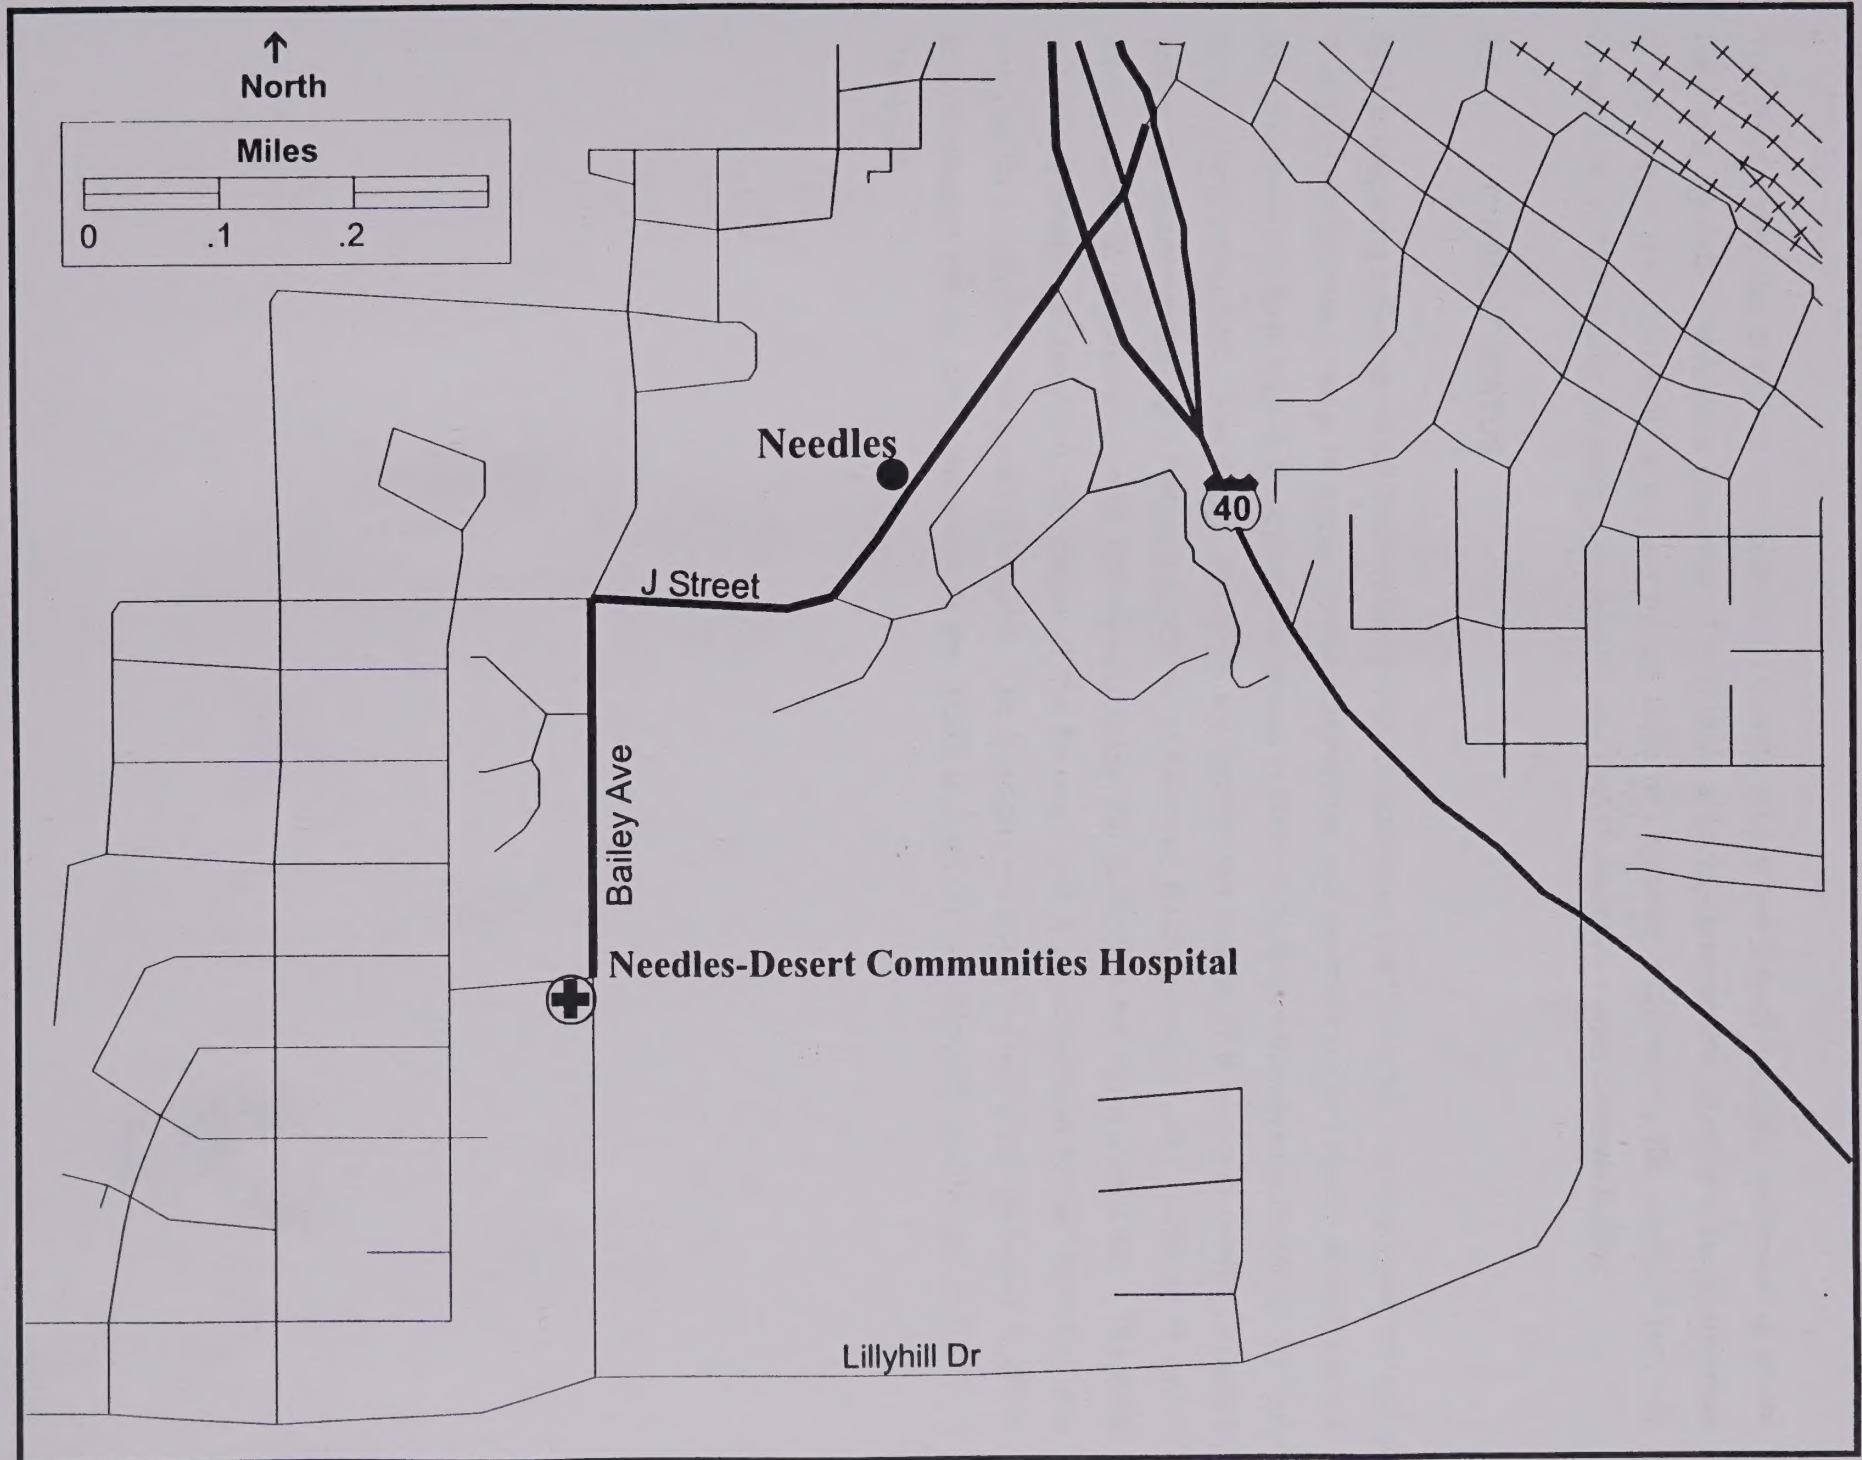 North
Miles
0 .1 .2
Needles
40
J Street
Bailey Ave
Needles-Desert Communities Hospital
Lillyhill Dr